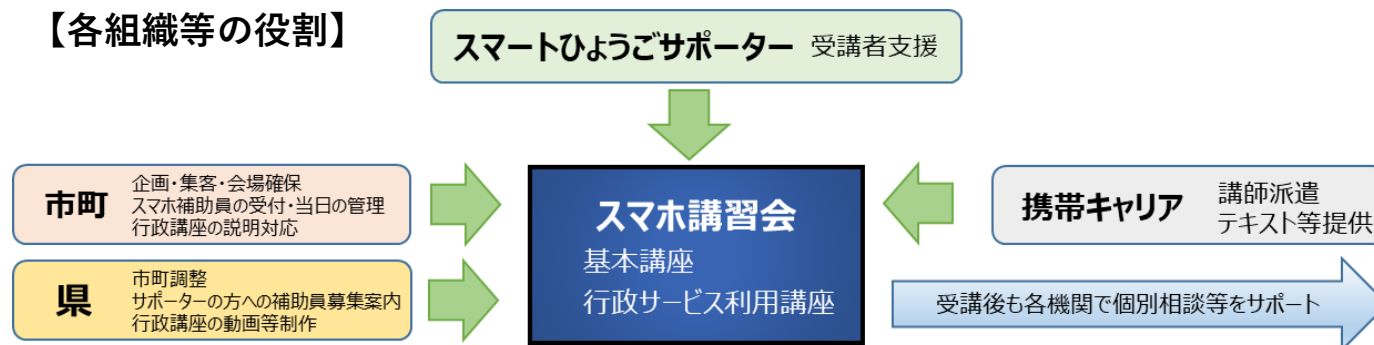 【各組織等の役割】
スマートひょうごサポーター 受講者支援
市町
企画・集客・会場確保
スマホ補助員の受付・当日の管理
行政講座の説明対応
県
市町調整
サポーターの方への補助員募集案内
行政講座の動画等制作
スマホ講習会
基本講座
行政サービス利用講座
携帯キャリア
講師派遣
テキスト等提供
受講後も各機関で個別相談等をサポート